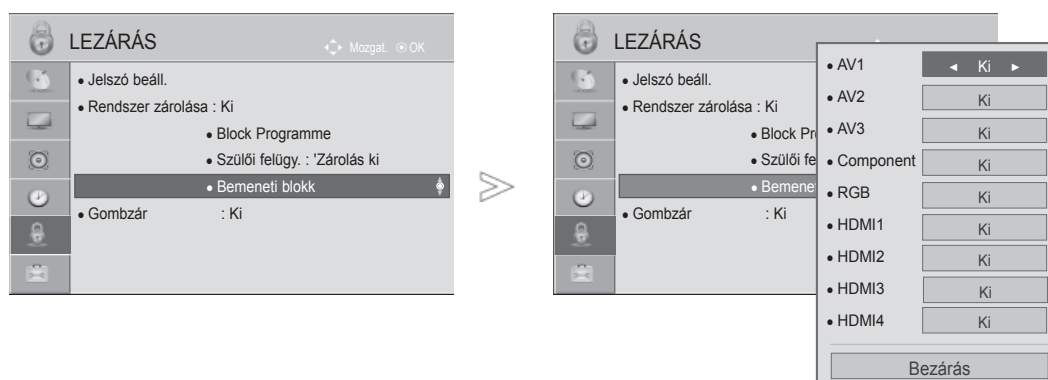 LEZÁRÁS
Mozgat. OK
• Jelszó beáll.
• Rendszer zárolása : Ki
• Block Programme
• Szülői felügy. : 'Zárolás ki
• Bemeneti blokk
• Gombzár : Ki
LEZÁRÁS
• Jelszó beáll.
• Rendszer zárolása : Ki
• Block Pr
• Szülői fe
• Bemenet
• Gombzár : Ki
• AV1 ◄ Ki ►
• AV2 Ki
• AV3 Ki
• Component Ki
• RGB Ki
• HDMI1 Ki
• HDMI2 Ki
• HDMI3 Ki
• HDMI4 Ki
Bezárás